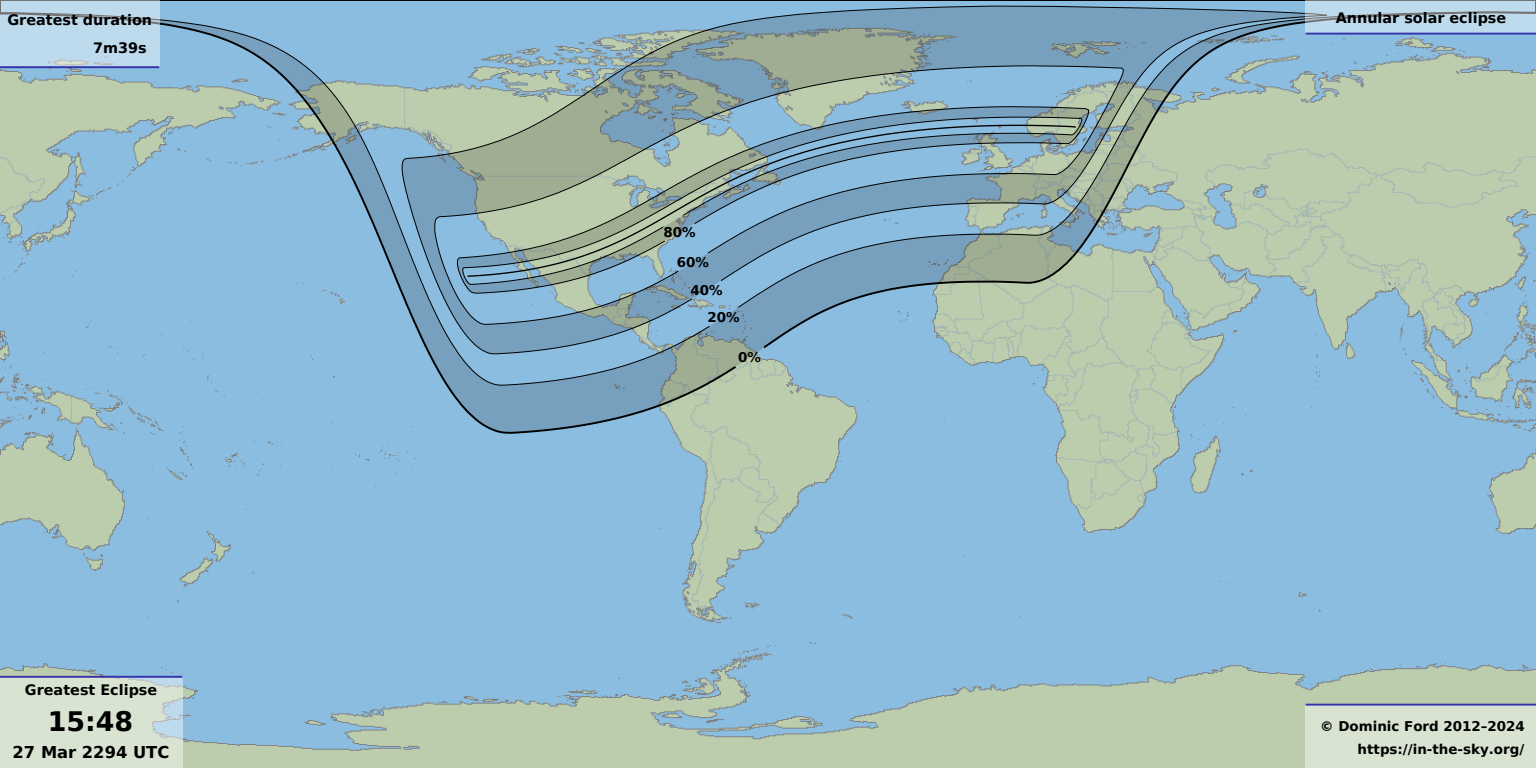 Greatest duration
7m39s
Annular solar eclipse
80%
60%
40%
20%
0%
Greatest Eclipse
15:48
27 Mar 2294 UTC
© Dominic Ford 2012–2024
https://in-the-sky.org/